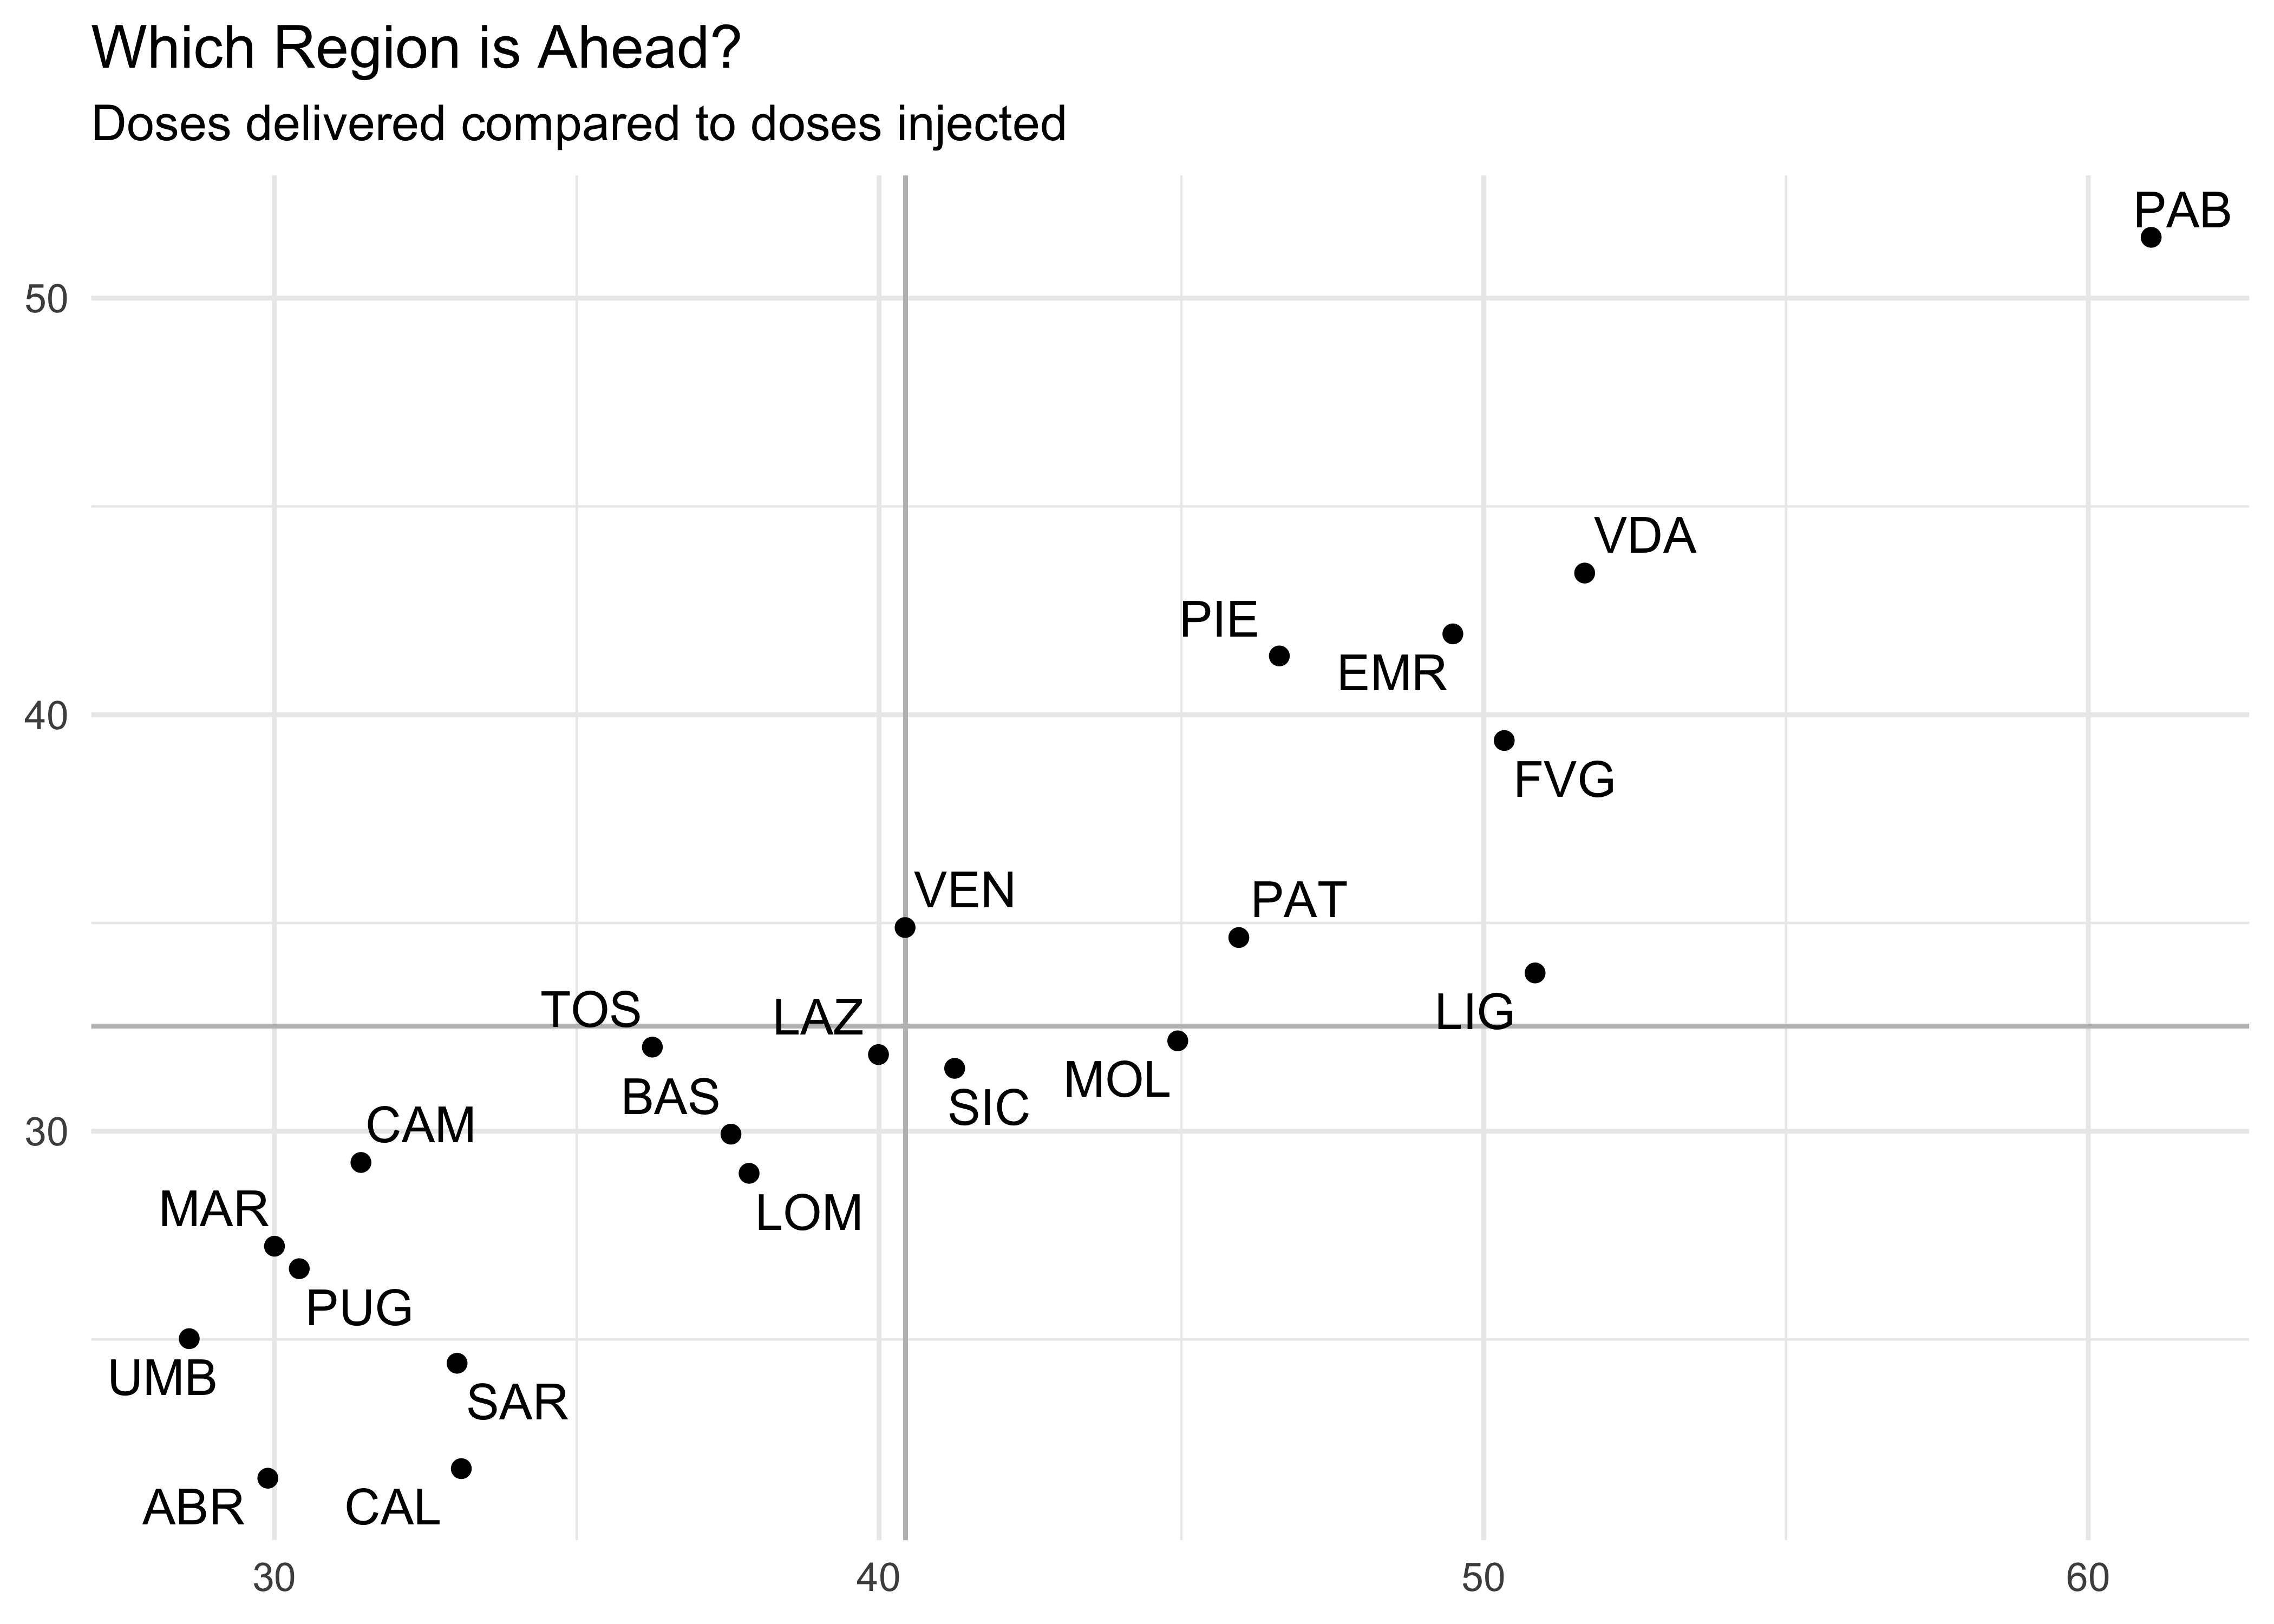 Which Region is Ahead?
Doses delivered compared to doses injected
PAB
50
VDA
PIE
EMR
40
FVG
VEN
PAT
TOS
LAZ
LIG
MOL
BAS
SIC
CAM
30
MAR
LOM
PUG
UMB
SAR
ABR
CAL
30 40 50 60